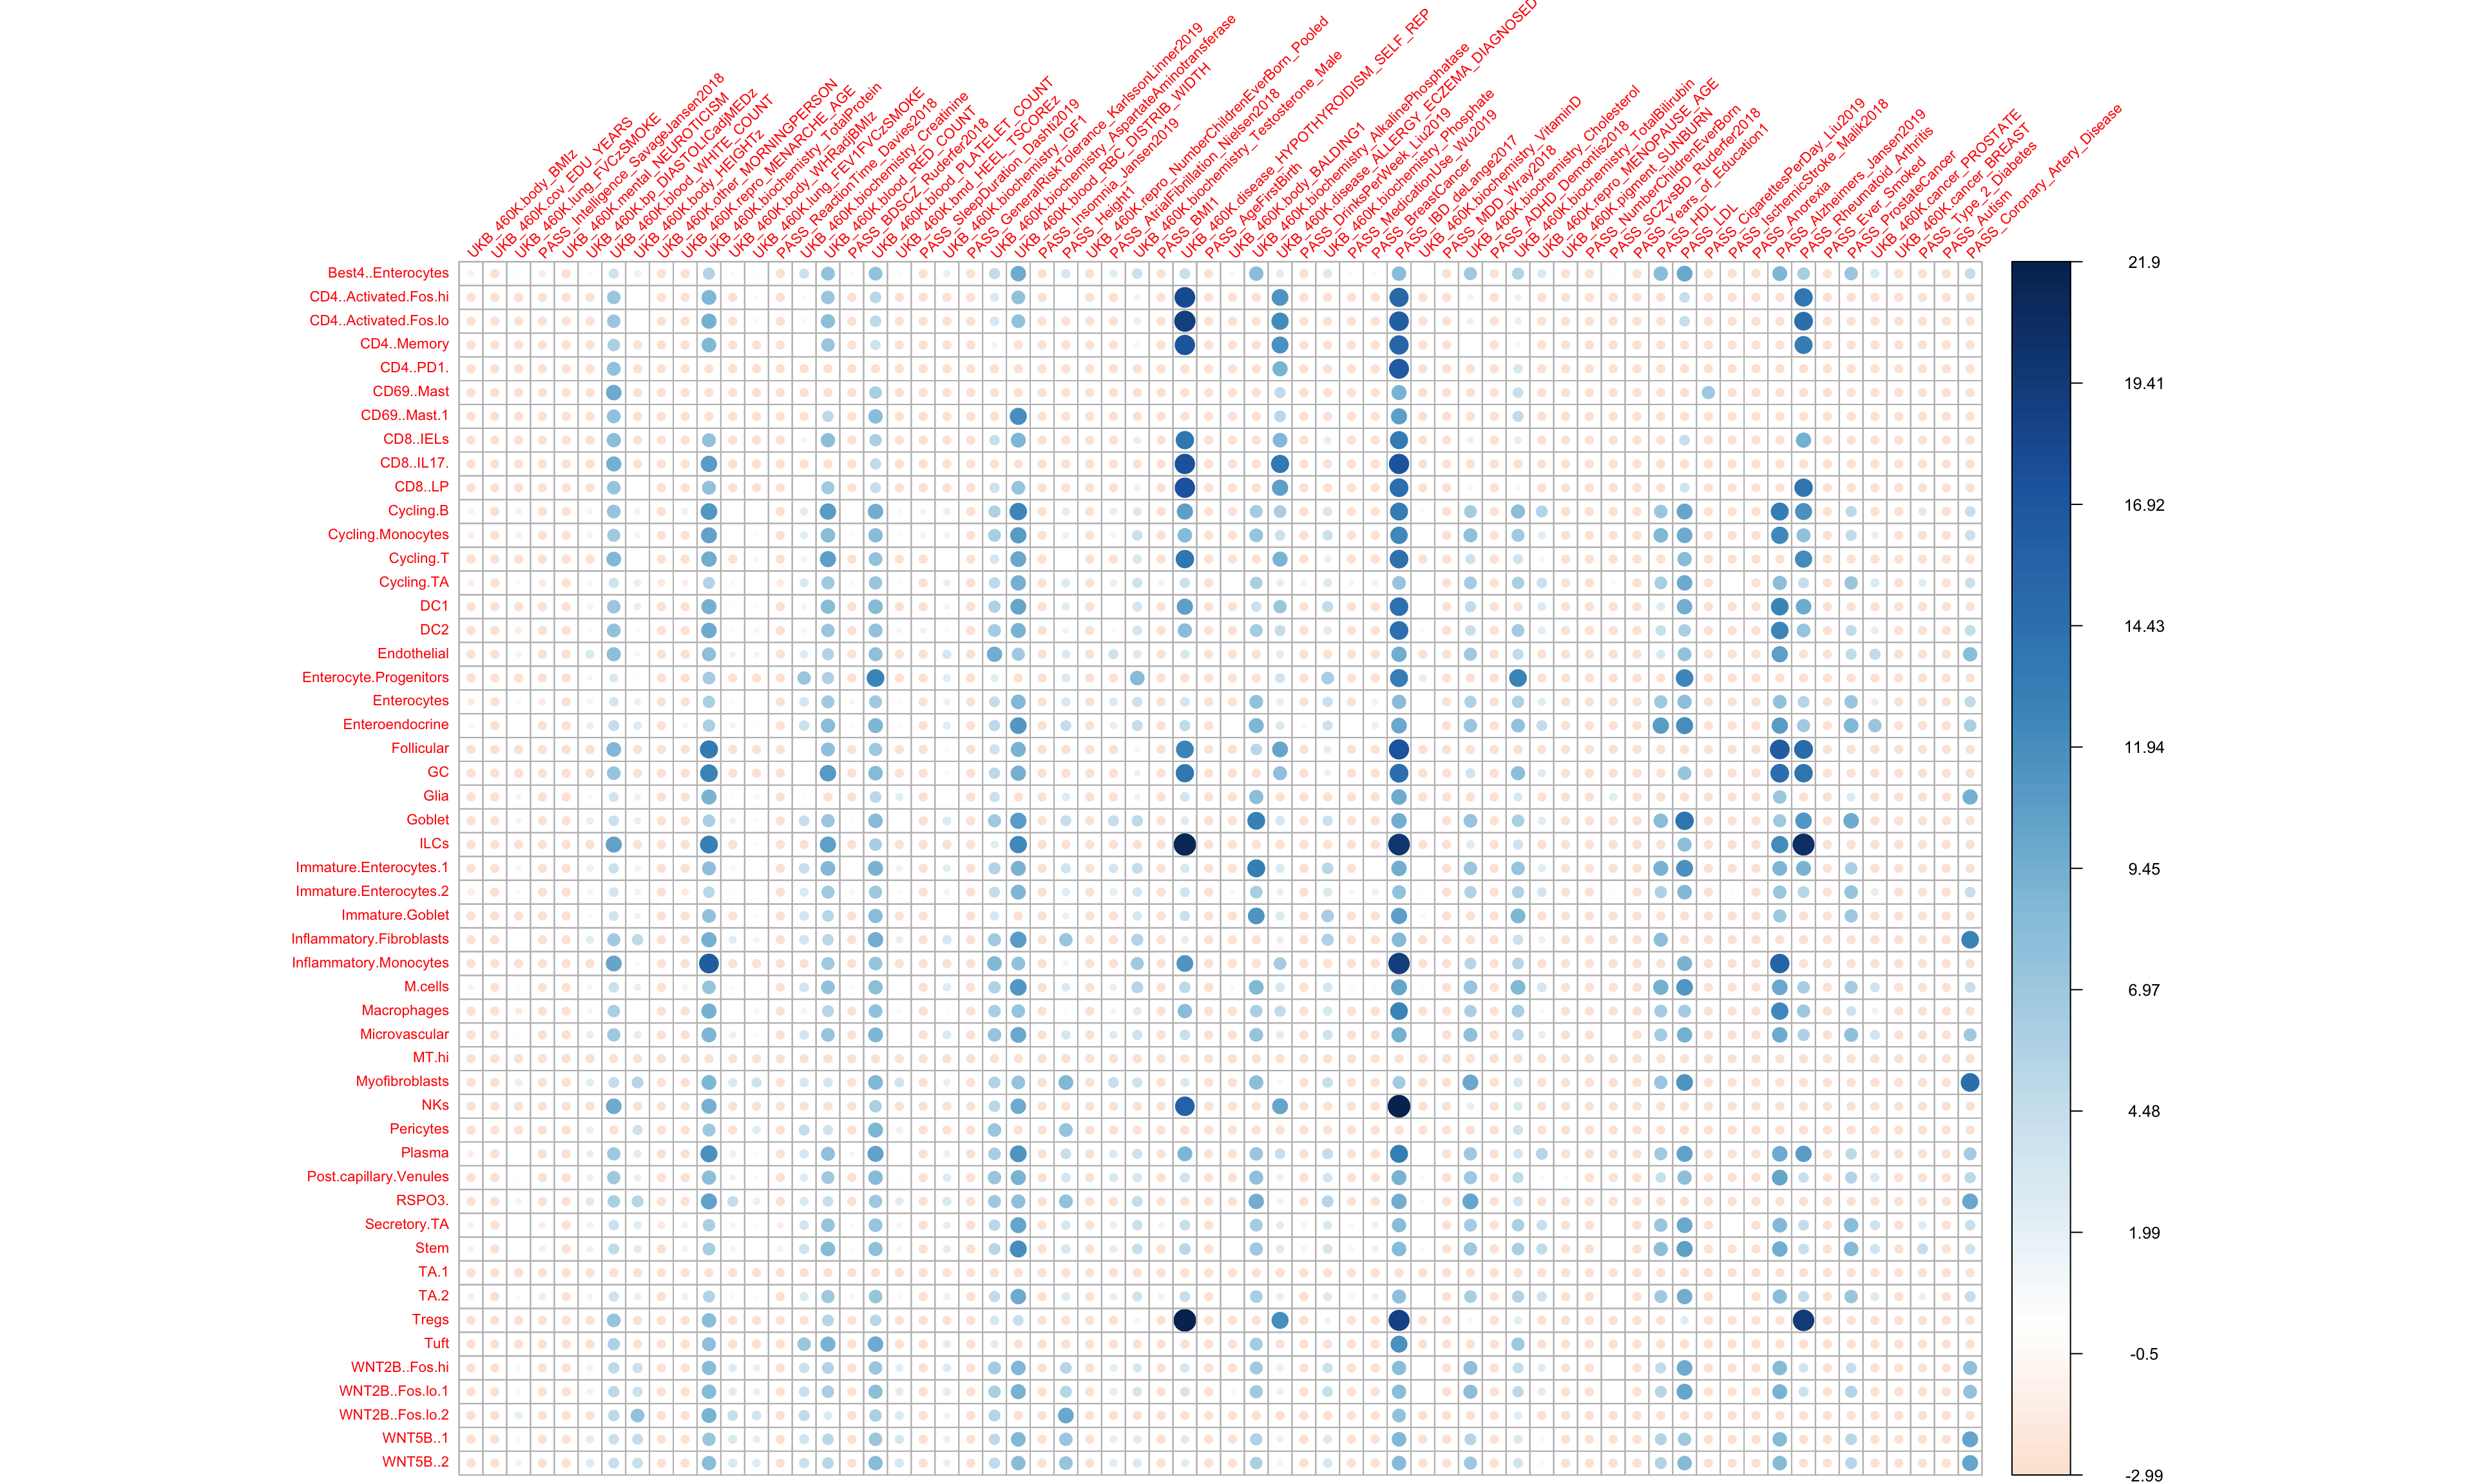 UKB_460K.body_BMIz
UKB_460K.cov_EDU_YEARS
UKB_460K.lung_FVCzSMOKE
PASS_Intelligence_SavageJansen2018
UKB_460K.mental_NEUROTICISM
UKB_460K.bp_DIASTOLICadjMEDz
UKB_460K.blood_WHITE_COUNT
UKB_460K.body_HEIGHTz
UKB_460K.other_MORNINGPERSON
UKB_460K.repro_MENARCHE_AGE
UKB_460K.biochemistry_TotalProtein
UKB_460K.body_WHRadjBMIz
UKB_460K.lung_FEV1FVCzSMOKE
PASS_ReactionTime_Davies2018
UKB_460K.biochemistry_Creatinine
UKB_460K.blood_RED_COUNT
PASS_BDSCZ_Ruderfer2018
UKB_460K.blood_PLATELET_COUNT
UKB_460K.bmd_HEEL_TSCOREz
PASS_SleepDuration_Dashti2019
UKB_460K.biochemistry_IGF1
PASS_GeneralRiskTolerance_KarlssonLinner2019
UKB_460K.biochemistry_AspartateAminotransferase
UKB_460K.blood_RBC_DISTRIB_WIDTH
PASS_Insomnia_Jansen2019
PASS_Height1
UKB_460K.repro_NumberChildrenEverBorn_Pooled
PASS_AtrialFibrillation_Nielsen2018
UKB_460K.biochemistry_Testosterone_Male
PASS_BMI1
UKB_460K.disease_HYPOTHYROIDISM_SELF_REP
PASS_AgeFirstBirth
UKB_460K.body_BALDING1
UKB_460K.biochemistry_AlkalinePhosphatase
UKB_460K.disease_ALLERGY_ECZEMA_DIAGNOSED
PASS_DrinksPerWeek_Liu2019
UKB_460K.biochemistry_Phosphate
PASS_MedicationUse_Wu2019
PASS_BreastCancer
PASS_IBD_deLange2017
UKB_460K.biochemistry_VitaminD
PASS_MDD_Wray2018
UKB_460K.biochemistry_Cholesterol
PASS_ADHD_Demontis2018
UKB_460K.biochemistry_TotalBilirubin
UKB_460K.repro_MENOPAUSE_AGE
UKB_460K.pigment_SUNBURN
PASS_NumberChildrenEverBorn
PASS_SCZvsBD_Ruderfer2018
PASS_Years_of_Education1
PASS_HDL
PASS_LDL
PASS_CigarettesPerDay_Liu2019
PASS_IschemicStroke_Malik2018
PASS_Anorexia
PASS_Alzheimers_Jansen2019
PASS_Rheumatoid_Arthritis
PASS_Ever_Smoked
PASS_ProstateCancer
UKB_460K.cancer_PROSTATE
UKB_460K.cancer_BREAST
PASS_Type_2_Diabetes
PASS_Autism
PASS_Coronary_Artery_Disease
Best4..Enterocytes
CD4..Activated.Fos.hi
CD4..Activated.Fos.lo
CD4..Memory
CD4..PD1.
CD69..Mast
CD69..Mast.1
CD8..IELs
CD8..IL17.
CD8..LP
Cycling.B
Cycling.Monocytes
Cycling.T
Cycling.TA
DC1
DC2
Endothelial
Enterocyte.Progenitors
Enterocytes
Enteroendocrine
Follicular
GC
Glia
Goblet
ILCs
Immature.Enterocytes.1
Immature.Enterocytes.2
Immature.Goblet
Inflammatory.Fibroblasts
Inflammatory.Monocytes
M.cells
Macrophages
Microvascular
MT.hi
Myofibroblasts
NKs
Pericytes
Plasma
Post.capillary.Venules
RSPO3.
Secretory.TA
Stem
TA.1
TA.2
Tregs
Tuft
WNT2B..Fos.hi
WNT2B..Fos.lo.1
WNT2B..Fos.lo.2
WNT5B..1
WNT5B..2
21.9
19.41
16.92
14.43
11.94
9.45
6.97
4.48
1.99
-0.5
-2.99